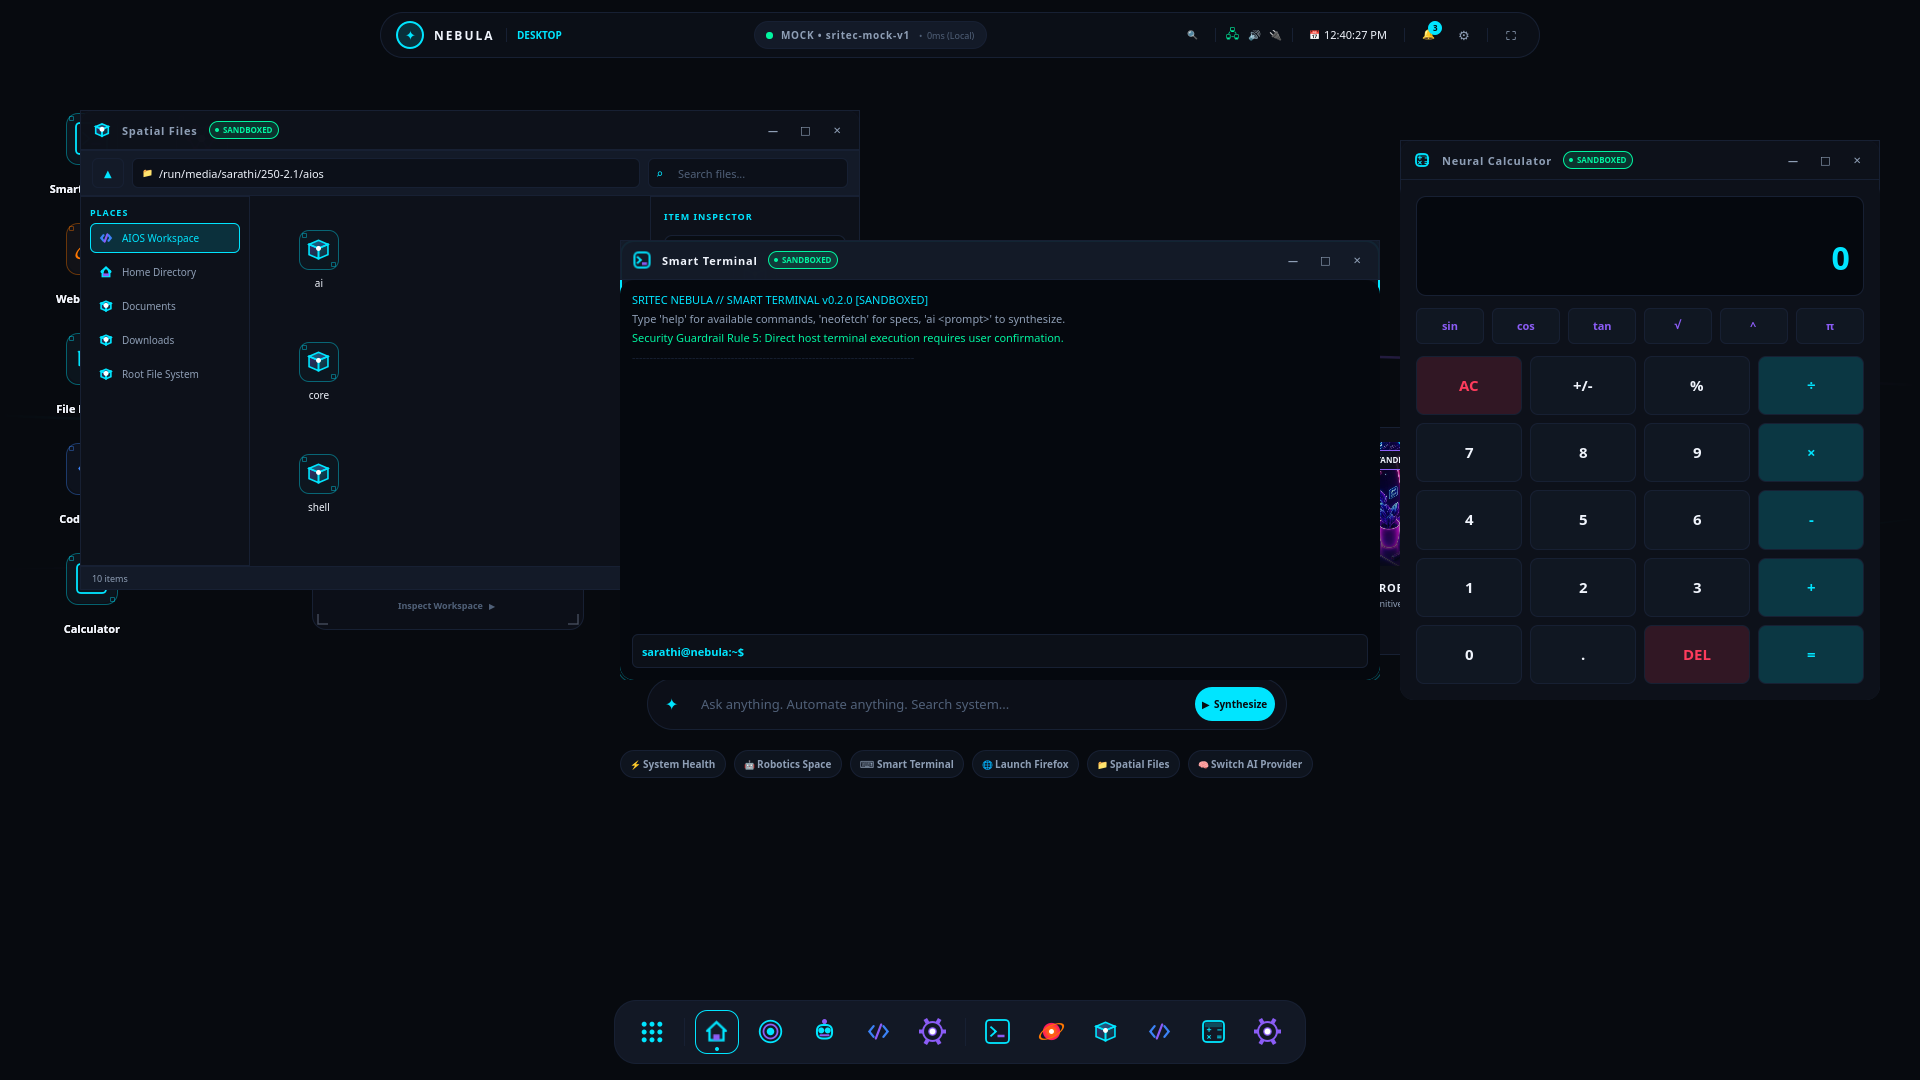 NEBULA
DESKTOP
MOCK • sritec-mock-v1 • 0ms (Local)
12:40:27 PM
3
Spatial Files
SANDBOXED
/run/media/sarathi/250-2.1/aios
Search files...
PLACES
AIOS Workspace
Home Directory
Documents
Downloads
Root File System
ai
core
shell
ITEM INSPECTOR
10 items
Smart
Web
File
Cod
Calculator
Inspect Workspace ▶
Smart Terminal
SANDBOXED
SRITEC NEBULA // SMART TERMINAL v0.2.0 [SANDBOXED]
Type 'help' for available commands, 'neofetch' for specs, 'ai <prompt>' to synthesize.
Security Guardrail Rule 5: Direct host terminal execution requires user confirmation.
sarathi@nebula:~$
Neural Calculator
SANDBOXED
0
sin cos tan √ ^ π
AC +/- % ÷
7 8 9 ×
4 5 6 -
1 2 3 +
0 . DEL =
Ask anything. Automate anything. Search system...
▶ Synthesize
System Health
Robotics Space
Smart Terminal
Launch Firefox
Spatial Files
Switch AI Provider